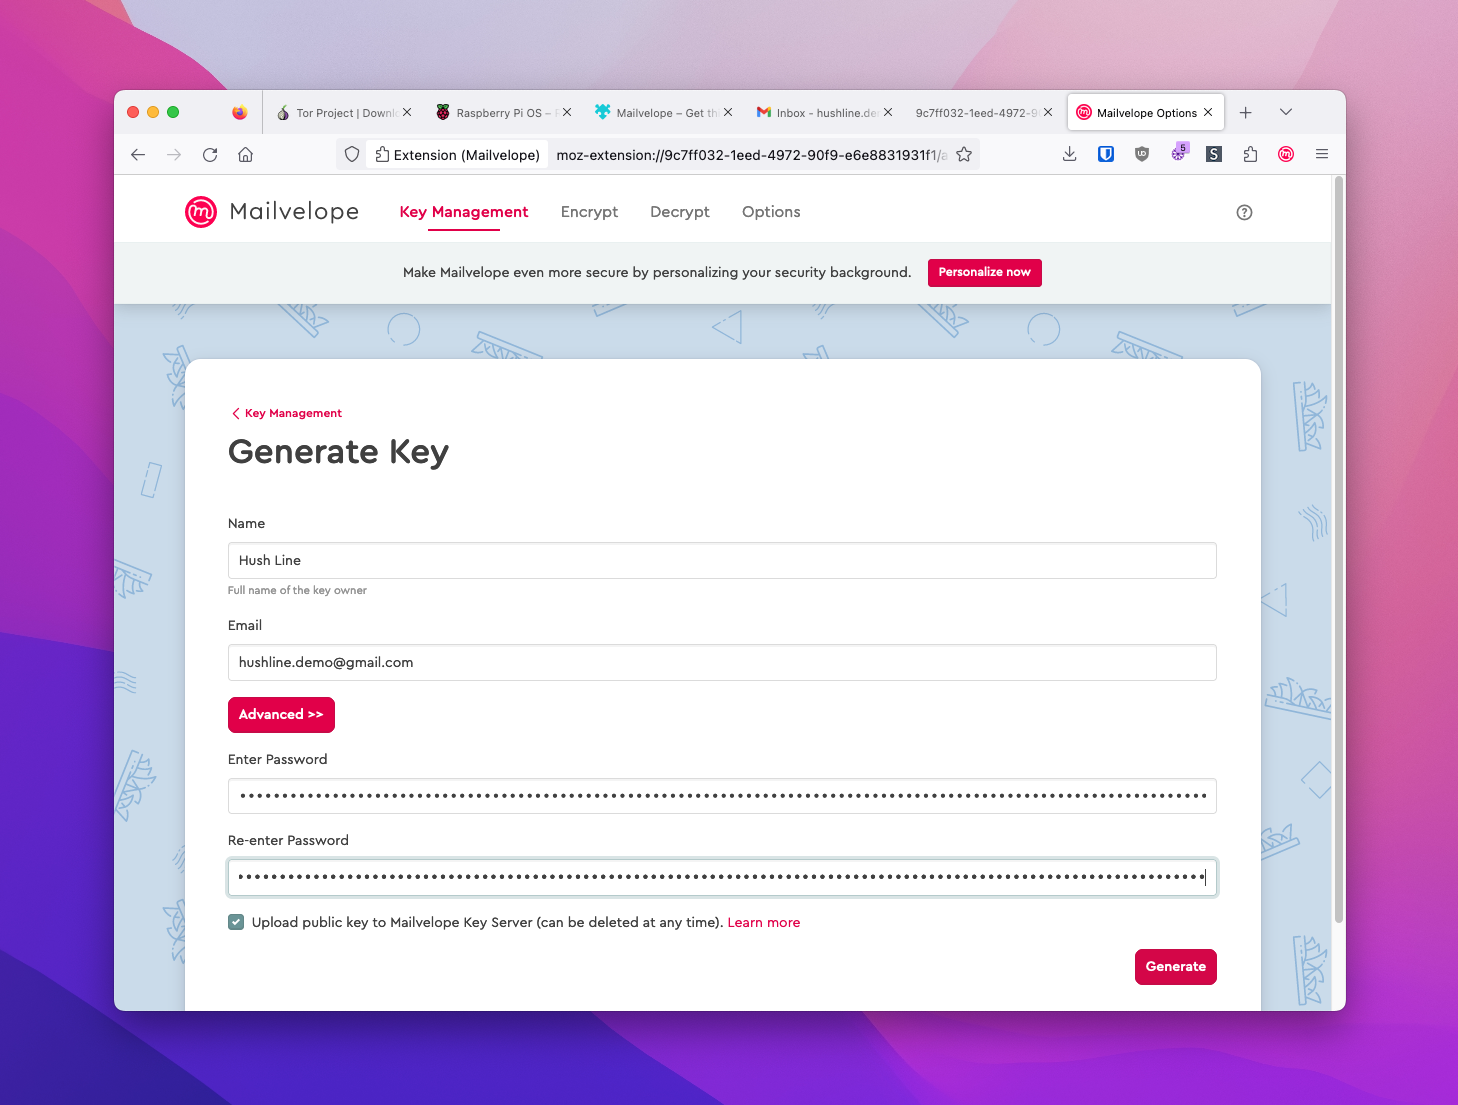 Tor Project | Downl
Raspberry Pi OS –
Mailvelope – Get th
Inbox - hushline.de
9c7ff032-1eed-4972-9
Mailvelope Options
Extension (Mailvelope)
moz-extension://9c7ff032-1eed-4972-90f9-e6e8831931f1/a
5
S
Mailvelope
Key Management
Encrypt
Decrypt
Options
Make Mailvelope even more secure by personalizing your security background.
Personalize now
Key Management
Generate Key
Name
Hush Line
Full name of the key owner
Email
hushline.demo@gmail.com
Advanced >>
Enter Password
Re-enter Password
Upload public key to Mailvelope Key Server (can be deleted at any time). Learn more
Generate